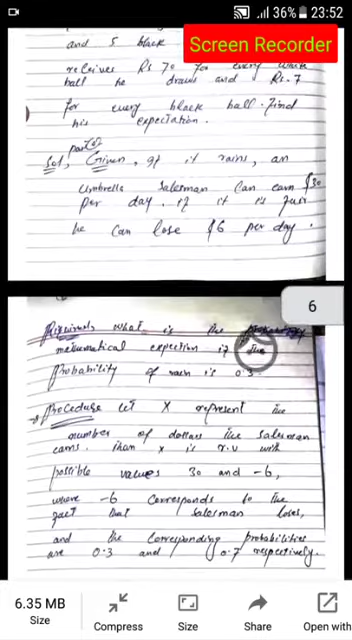 36% 23:52
Screen Recorder
and 5 black
receives Rs 70 for every white
ball he draws and Rs. 7
for every black ball. find
his expectation.
part (b)
Sol, Given, If it rains, an
Umbrella Salesman Can earn $30
per day. if it is fair
he can lose $6 per day.
6
Required, what is the
metumatical expection if the
probability of rain is 0.3.
→ Procedure let X represent the
number of dollars the salesman
earns. Than x is r.v with
possible values 30 and -6,
where -6 corresponds to the
fact that salesman loses,
and the corresponding probabilities
are 0.3 and 0.7 respectively.
6.35 MB
Size
Compress
Size
Share
Open with